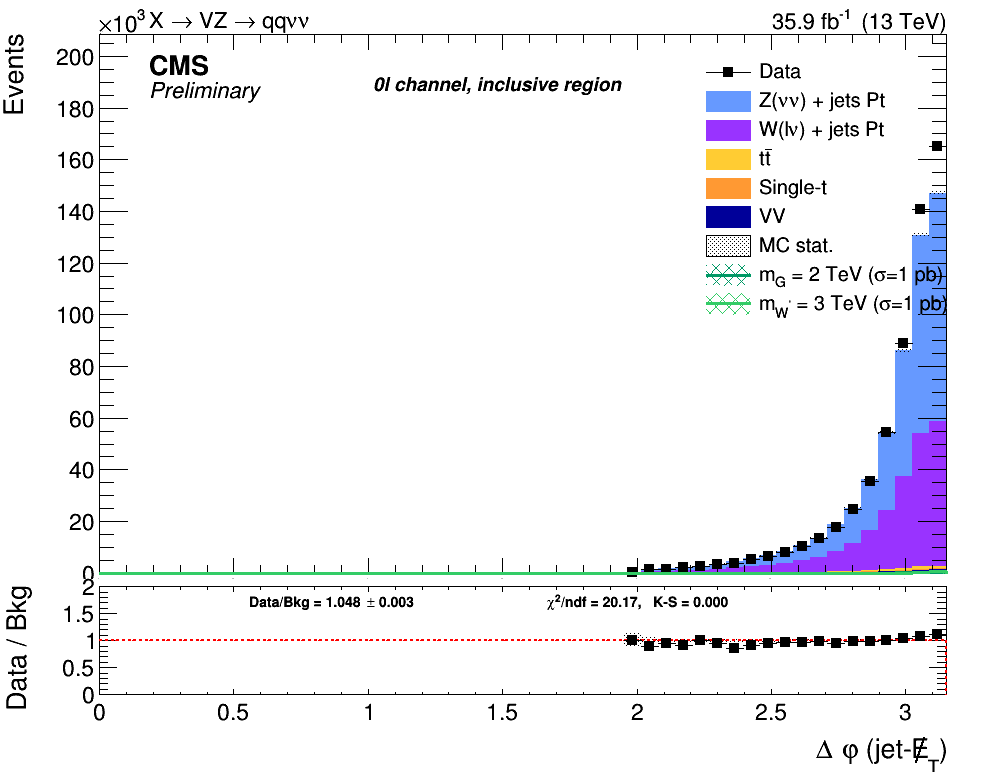 ×10³ X → VZ → qqνν 35.9 fb⁻¹ (13 TeV)
Events
CMS
Preliminary
0l channel, inclusive region
Data
Z(νν) + jets Pt
W(lν) + jets Pt
tt̄
Single-t
VV
MC stat.
m_G = 2 TeV (σ=1 pb)
m_W' = 3 TeV (σ=1 pb)
200
180
160
140
120
100
80
60
40
20
0
Data / Bkg
Data/Bkg = 1.048 ± 0.003 χ²/ndf = 20.17, K-S = 0.000
2
1.5
1
0.5
0
0 0.5 1 1.5 2 2.5 3
Δ φ (jet-E̸_T)